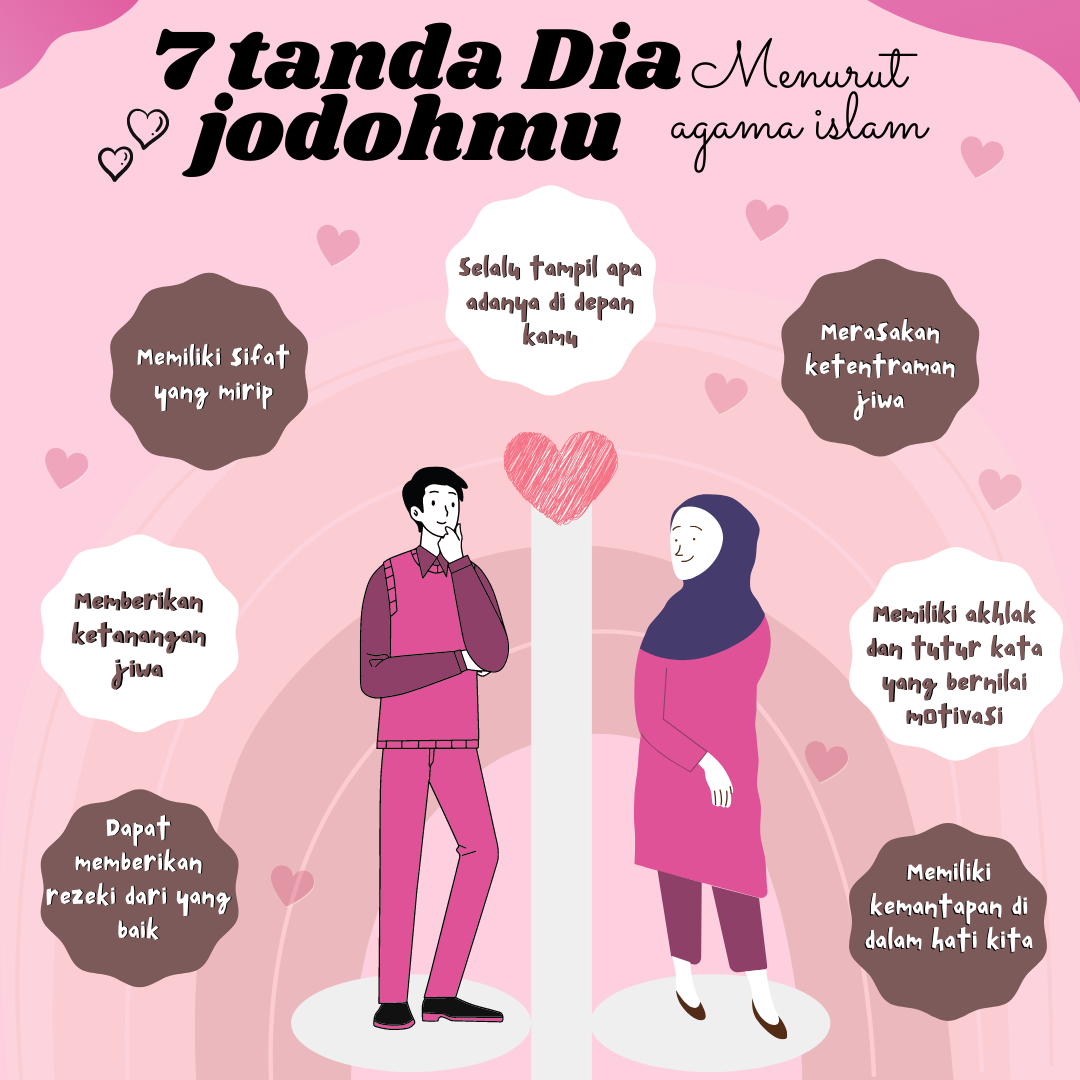 7 tanda Dia
jodohmu
Menurut
agama islam
Selalu tampil apa
adanya di depan
kamu
Memiliki sifat
yang mirip
Merasakan
ketentraman
jiwa
Memberikan
ketanangan
jiwa
Memiliki akhlak
dan tutur kata
yang bernilai
motivasi
Dapat
memberikan
rezeki dari yang
baik
Memiliki
kemantapan di
dalam hati kita